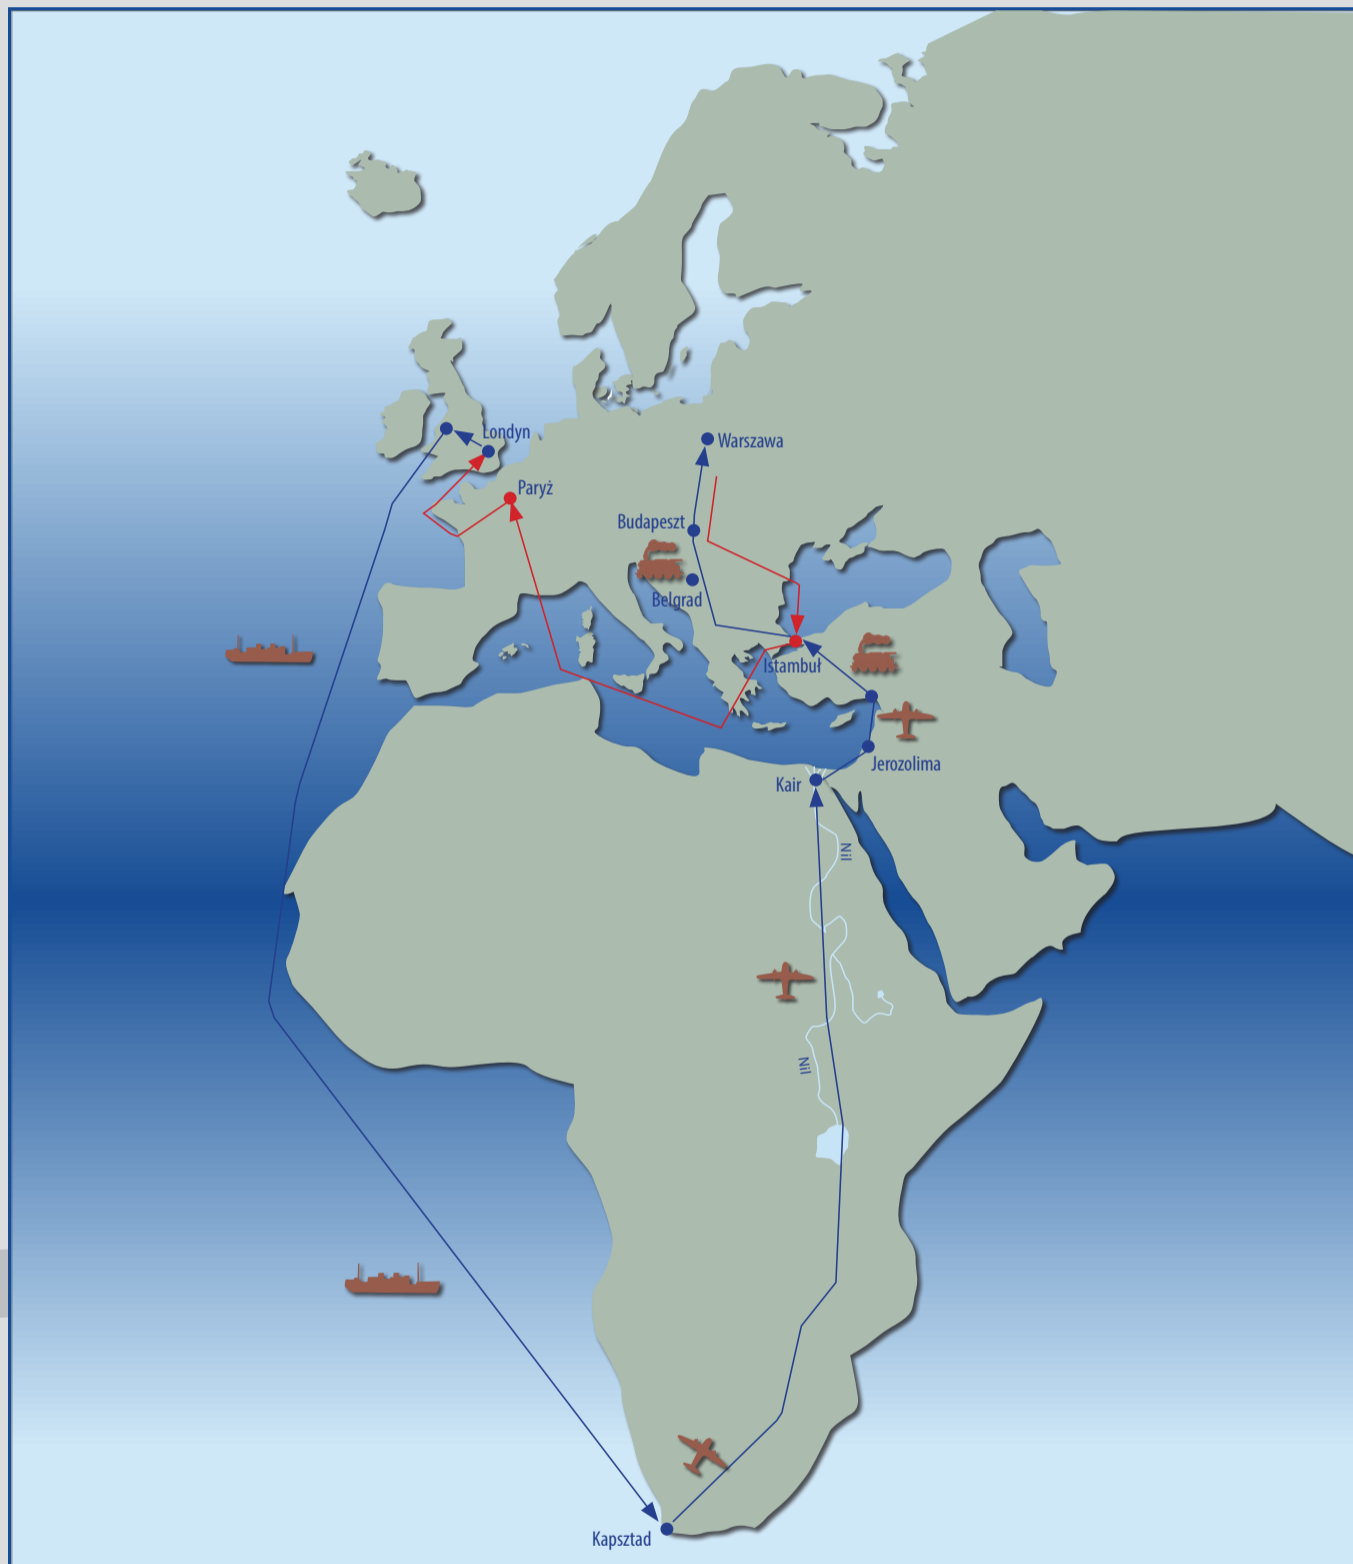 Londyn
Warszawa
Paryż
Budapeszt
Belgrad
Istambuł
Jerozolima
Kair
Nil
Nil
Kapsztad